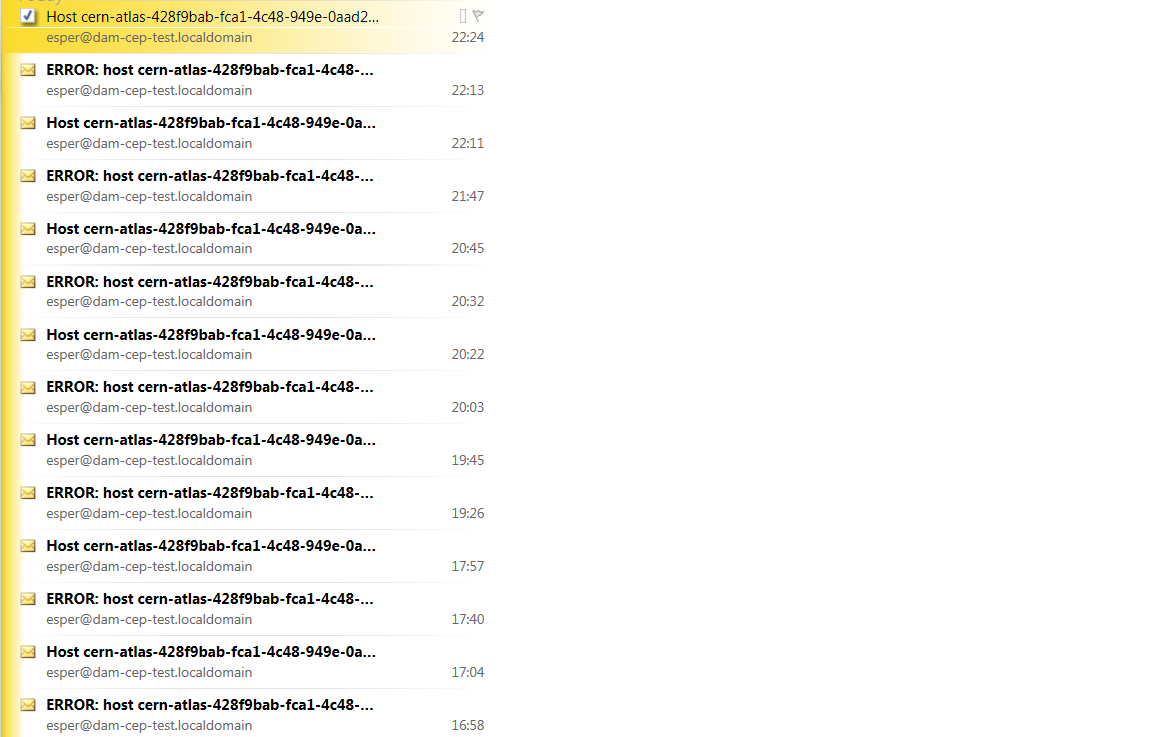 Host cern-atlas-428f9bab-fca1-4c48-949e-0aad2...
esper@dam-cep-test.localdomain 22:24
ERROR: host cern-atlas-428f9bab-fca1-4c48-...
esper@dam-cep-test.localdomain 22:13
Host cern-atlas-428f9bab-fca1-4c48-949e-0a...
esper@dam-cep-test.localdomain 22:11
ERROR: host cern-atlas-428f9bab-fca1-4c48-...
esper@dam-cep-test.localdomain 21:47
Host cern-atlas-428f9bab-fca1-4c48-949e-0a...
esper@dam-cep-test.localdomain 20:45
ERROR: host cern-atlas-428f9bab-fca1-4c48-...
esper@dam-cep-test.localdomain 20:32
Host cern-atlas-428f9bab-fca1-4c48-949e-0a...
esper@dam-cep-test.localdomain 20:22
ERROR: host cern-atlas-428f9bab-fca1-4c48-...
esper@dam-cep-test.localdomain 20:03
Host cern-atlas-428f9bab-fca1-4c48-949e-0a...
esper@dam-cep-test.localdomain 19:45
ERROR: host cern-atlas-428f9bab-fca1-4c48-...
esper@dam-cep-test.localdomain 19:26
Host cern-atlas-428f9bab-fca1-4c48-949e-0a...
esper@dam-cep-test.localdomain 17:57
ERROR: host cern-atlas-428f9bab-fca1-4c48-...
esper@dam-cep-test.localdomain 17:40
Host cern-atlas-428f9bab-fca1-4c48-949e-0a...
esper@dam-cep-test.localdomain 17:04
ERROR: host cern-atlas-428f9bab-fca1-4c48-...
esper@dam-cep-test.localdomain 16:58